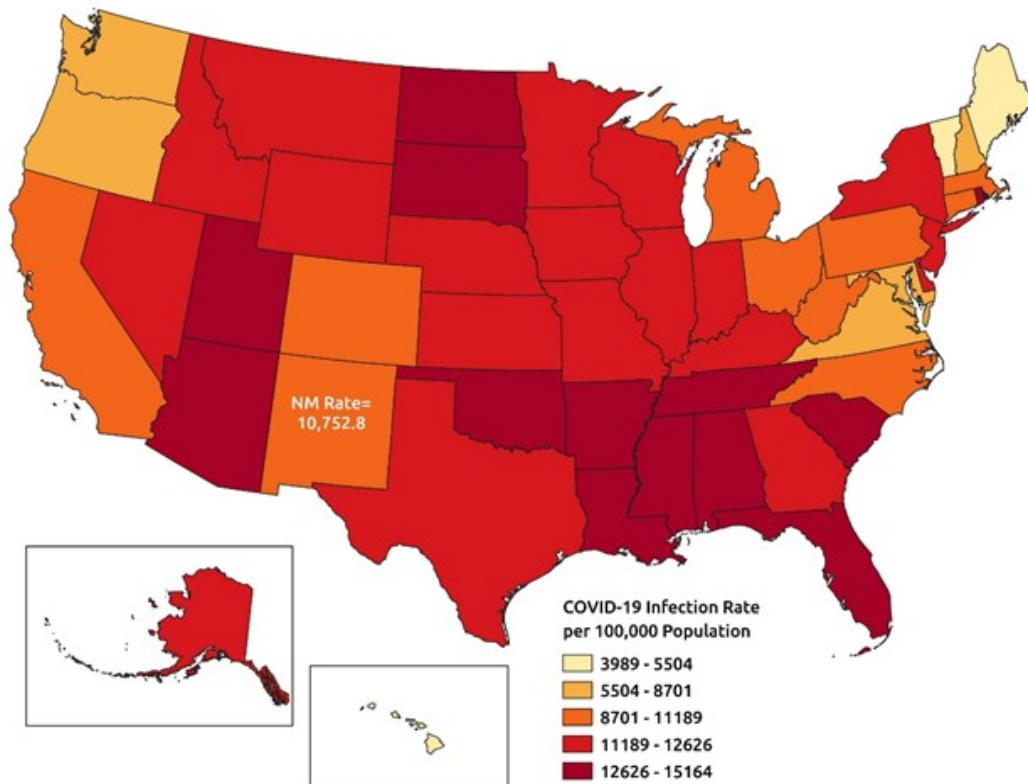 NM Rate=
10,752.8
COVID-19 Infection Rate
per 100,000 Population
3989 - 5504
5504 - 8701
8701 - 11189
11189 - 12626
12626 - 15164